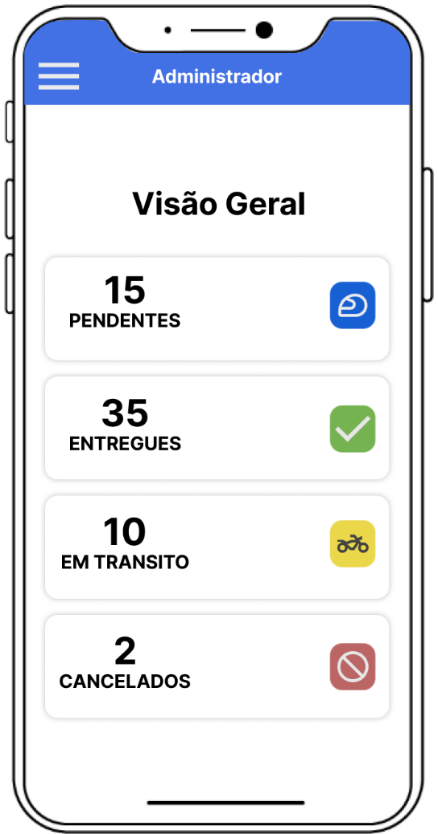 Administrador
Visão Geral
15
PENDENTES
35
ENTREGUES
10
EM TRANSITO
2
CANCELADOS